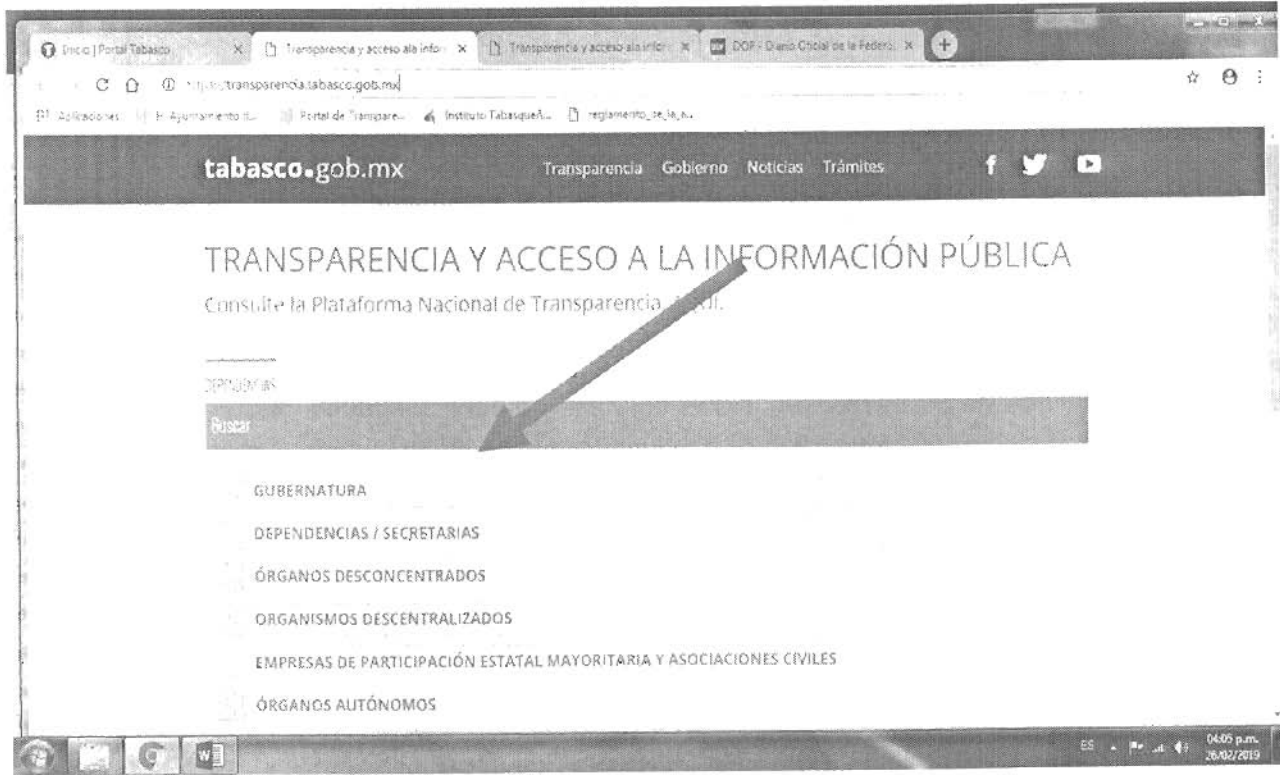 Inicio | Portal Tabasco
Transparencia y acceso a la infor
Transparencia y acceso a la infor
DOF - Diario Oficial de la Federa
transparencia.tabasco.gob.mx
Aplicaciones
H. Ayuntamiento d...
Portal de Transpare...
Instituto Tabasqueñ...
reglamento_de_la_n...
tabasco.gob.mx
Transparencia Gobierno Noticias Trámites
TRANSPARENCIA Y ACCESO A LA INFORMACIÓN PÚBLICA
Consulte la Plataforma Nacional de Transparencia
DEPENDENCIAS
Buscar
GUBERNATURA
DEPENDENCIAS / SECRETARIAS
ÓRGANOS DESCONCENTRADOS
ORGANISMOS DESCENTRALIZADOS
EMPRESAS DE PARTICIPACIÓN ESTATAL MAYORITARIA Y ASOCIACIONES CIVILES
ÓRGANOS AUTÓNOMOS
ES
04:05 p.m.
26/02/2019